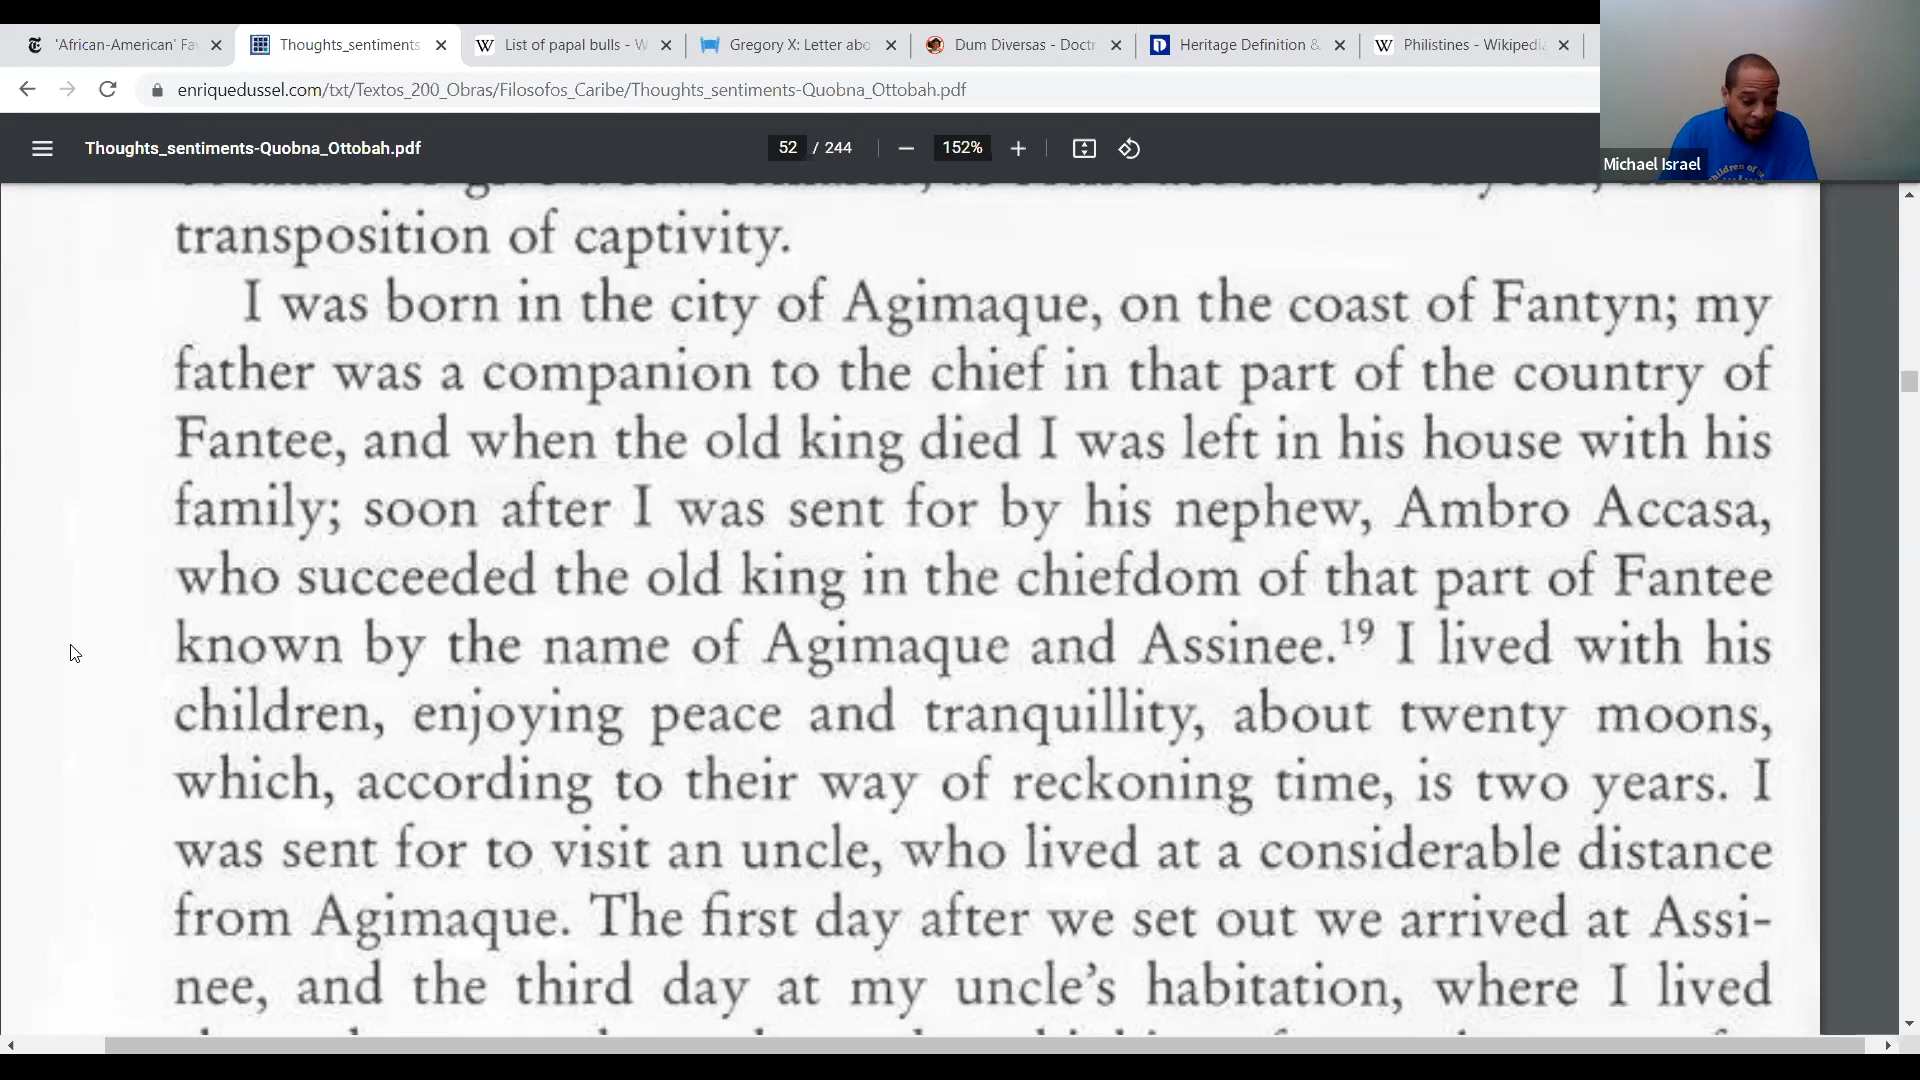 'African-American' Fa
Thoughts_sentiments
List of papal bulls - W
Gregory X: Letter abo
Dum Diversas - Doctr
Heritage Definition &
Philistines - Wikipedi
enriquedussel.com/txt/Textos_200_Obras/Filosofos_Caribe/Thoughts_sentiments-Quobna_Ottobah.pdf
Thoughts_sentiments-Quobna_Ottobah.pdf
52 / 244
152%
Michael Israel
transposition of captivity.
I was born in the city of Agimaque, on the coast of Fantyn; my
father was a companion to the chief in that part of the country of
Fantee, and when the old king died I was left in his house with his
family; soon after I was sent for by his nephew, Ambro Accasa,
who succeeded the old king in the chiefdom of that part of Fantee
known by the name of Agimaque and Assinee.19 I lived with his
children, enjoying peace and tranquillity, about twenty moons,
which, according to their way of reckoning time, is two years. I
was sent for to visit an uncle, who lived at a considerable distance
from Agimaque. The first day after we set out we arrived at Assi-
nee, and the third day at my uncle's habitation, where I lived